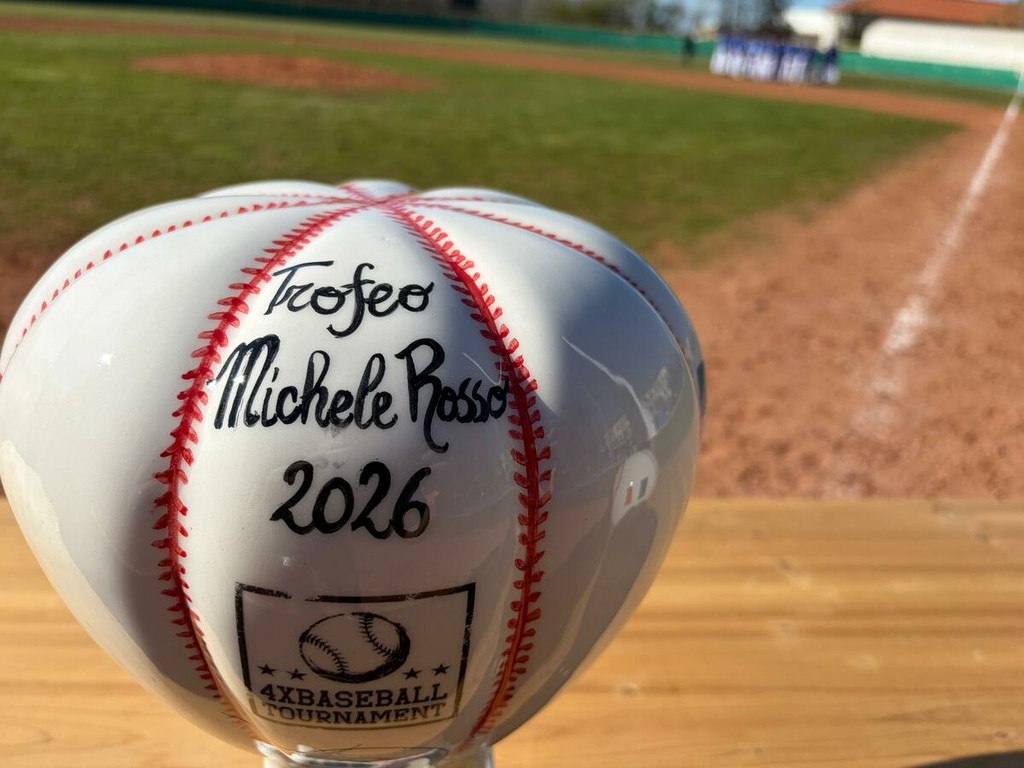 Trofeo
Michele Rosso
2026
4XBASEBALL
TOURNAMENT